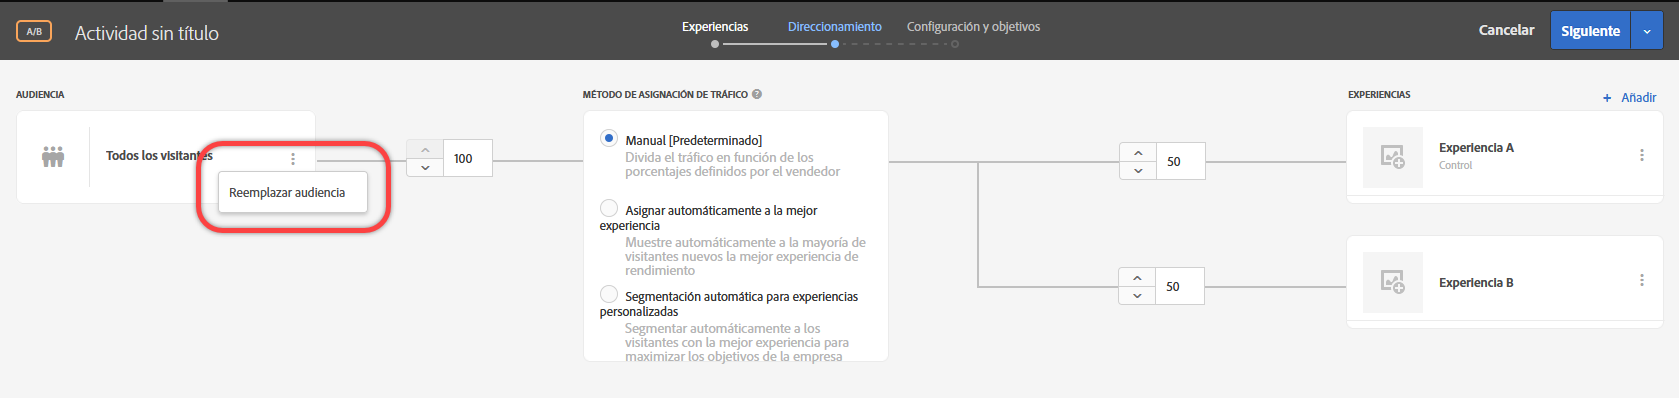 A/B
Actividad sin título
Experiencias
Direccionamiento
Configuración y objetivos
Cancelar
Siguiente
AUDIENCIA
Todos los visitantes
Reemplazar audiencia
100
MÉTODO DE ASIGNACIÓN DE TRÁFICO ?
Manual [Predeterminado]
Divida el tráfico en función de los
porcentajes definidos por el vendedor
Asignar automáticamente a la mejor
experiencia
Muestre automáticamente a la mayoría de
visitantes nuevos la mejor experiencia de
rendimiento
Segmentación automática para experiencias
personalizadas
Segmentar automáticamente a los
visitantes con la mejor experiencia para
maximizar los objetivos de la empresa
50
50
EXPERIENCIAS
+ Añadir
Experiencia A
Control
Experiencia B